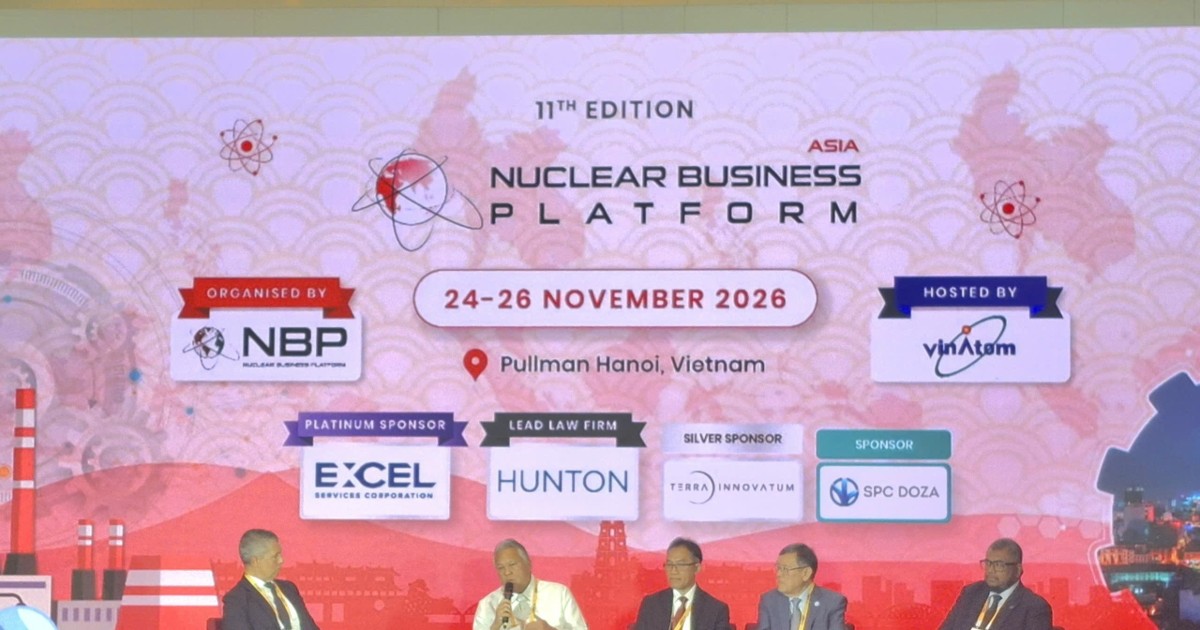 11TH EDITION
ASIA
NUCLEAR BUSINESS
PLATFORM
ORGANISED BY
NBP
NUCLEAR BUSINESS PLATFORM
24-26 NOVEMBER 2026
Pullman Hanoi, Vietnam
HOSTED BY
vinAtom
PLATINUM SPONSOR
EXCEL
SERVICES CORPORATION
LEAD LAW FIRM
HUNTON
SILVER SPONSOR
TERRA INNOVATUM
SPONSOR
SPC DOZA